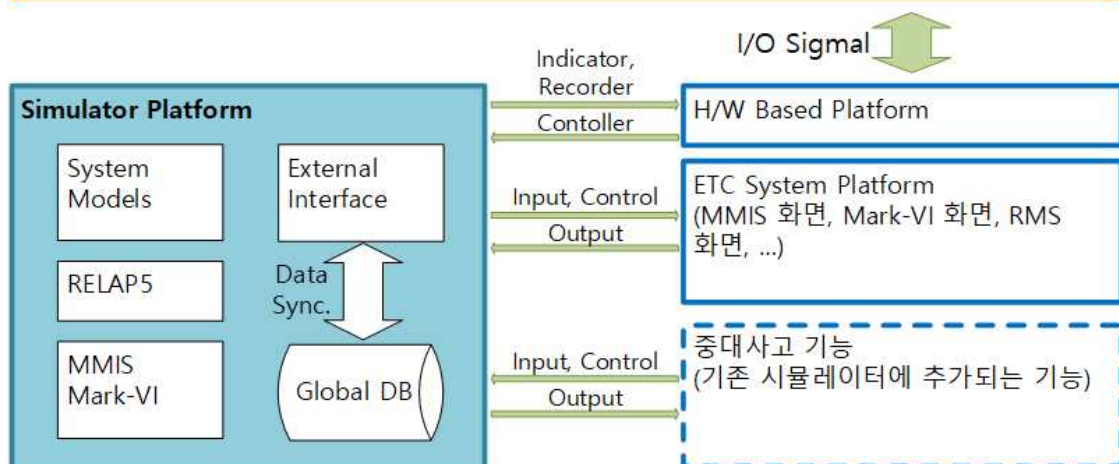 I/O Sigmal
Indicator,
Recorder
Contoller
H/W Based Platform
Simulator Platform
System
Models
External
Interface
Input, Control
Output
ETC System Platform
(MMIS 화면, Mark-VI 화면, RMS
화면, ...)
RELAP5
Data
Sync.
MMIS
Mark-VI
Global DB
Input, Control
Output
중대사고 기능
(기존 시뮬레이터에 추가되는 기능)